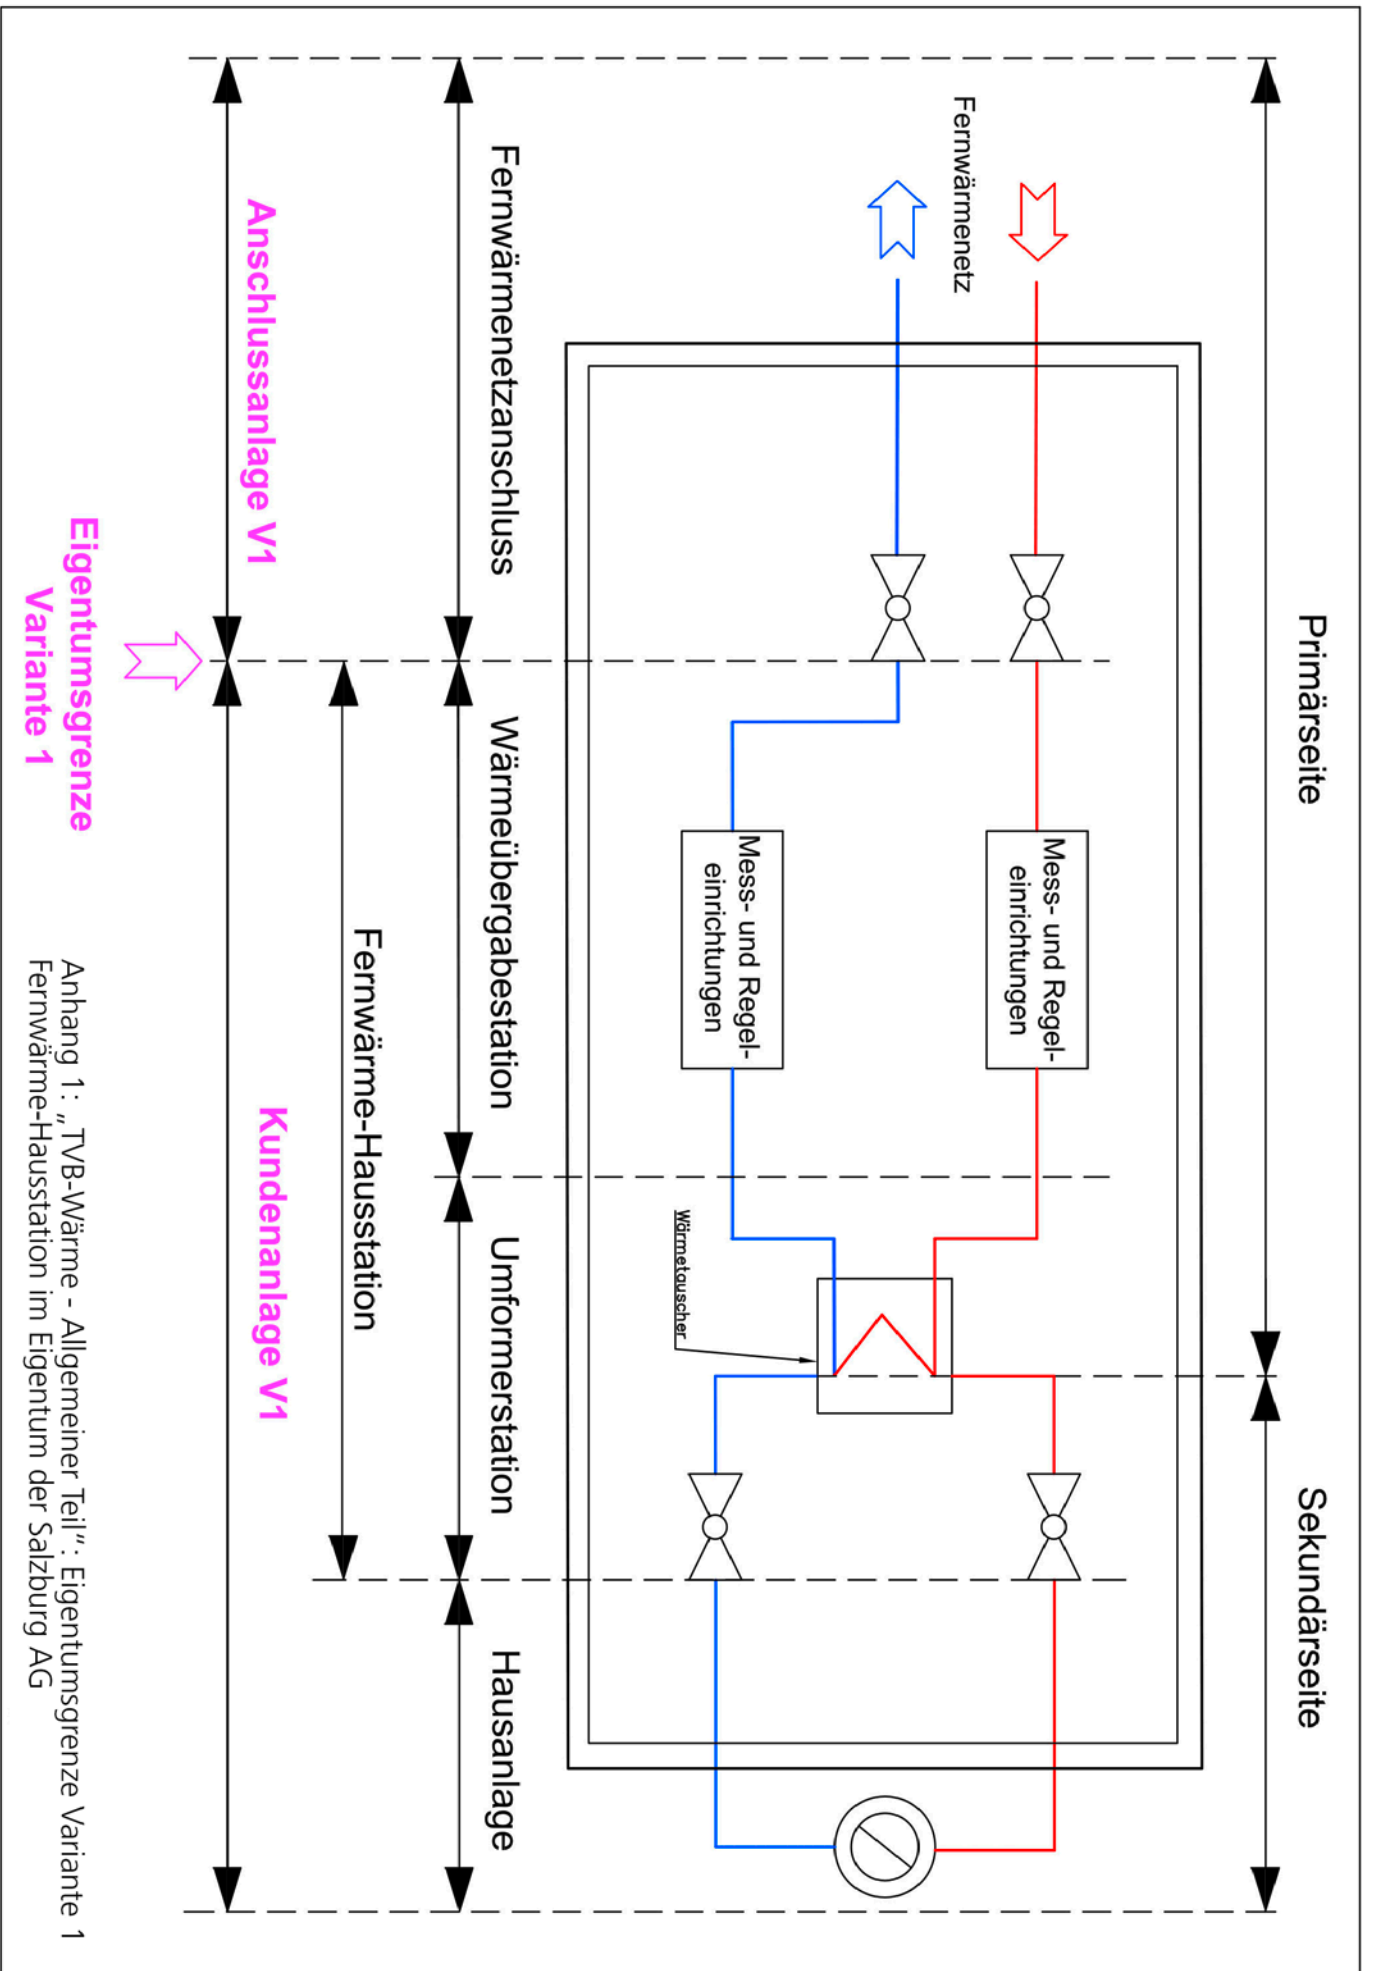 Primärseite
Sekundärseite
Fernwärmenetz
Mess- und Regel-
einrichtungen
Mess- und Regel-
einrichtungen
Wärmetauscher
Fernwärmenetzanschluss
Wärmeübergabestation
Umformerstation
Hausanlage
Fernwärme-Hausstation
Anschlussanlage V1
Kundenanlage V1
Eigentumsgrenze
Variante 1
Anhang 1: „TVB-Wärme - Allgemeiner Teil“: Eigentumsgrenze Variante 1
Fernwärme-Hausstation im Eigentum der Salzburg AG